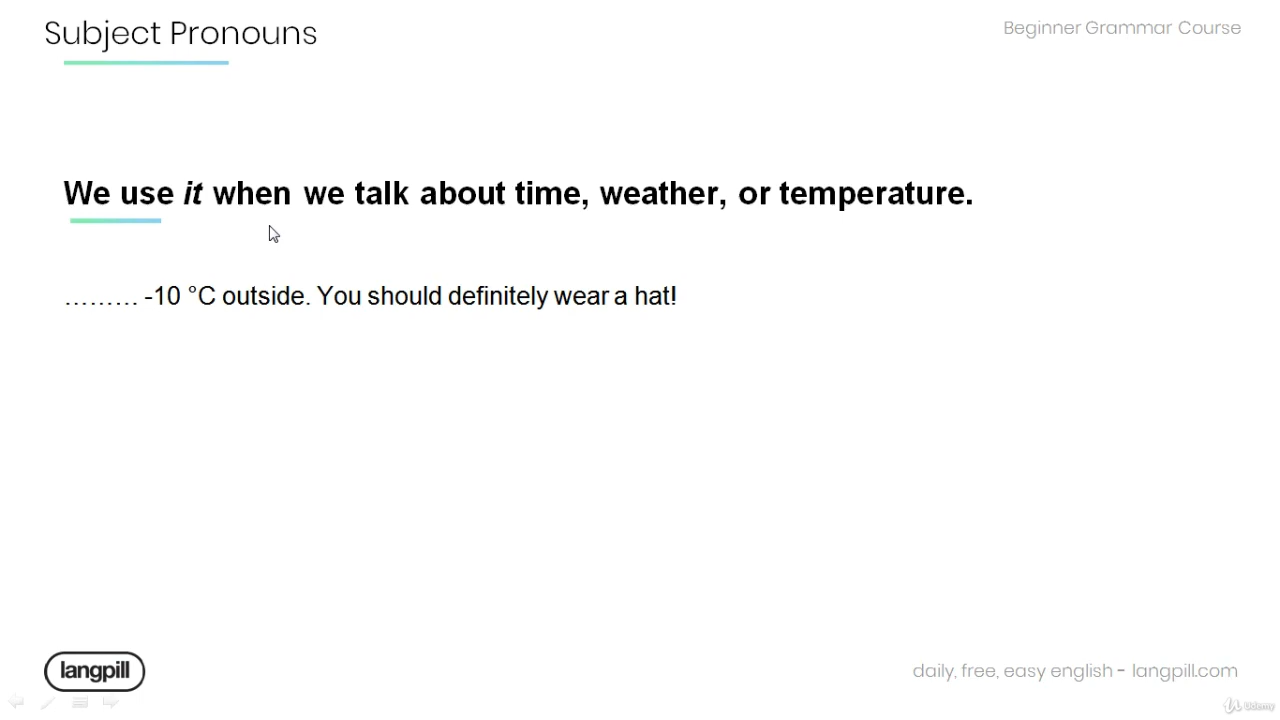 Subject Pronouns
Beginner Grammar Course
We use it when we talk about time, weather, or temperature.
……… -10 °C outside. You should definitely wear a hat!
langpill
daily, free, easy english - langpill.com
Udemy